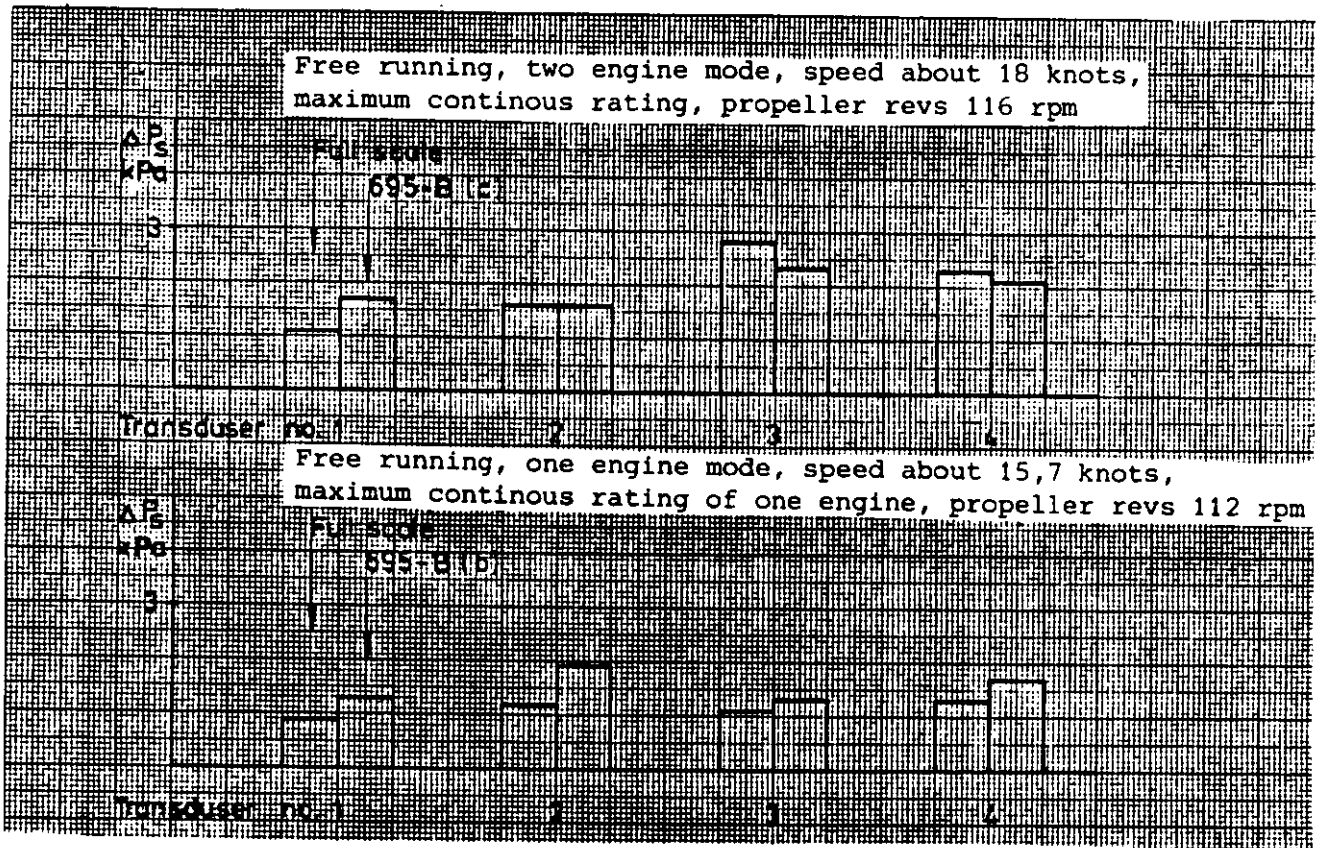 Free running, two engine mode, speed about 18 knots,
maximum continous rating, propeller revs 116 rpm
Δ Ps
kPa
Full scale
695-B (c)
3
Transduser no. 1 2 3 4
Free running, one engine mode, speed about 15,7 knots,
maximum continous rating of one engine, propeller revs 112 rpm
Δ Ps
kPa
Full scale
695-B (b)
3
Transduser no. 1 2 3 4